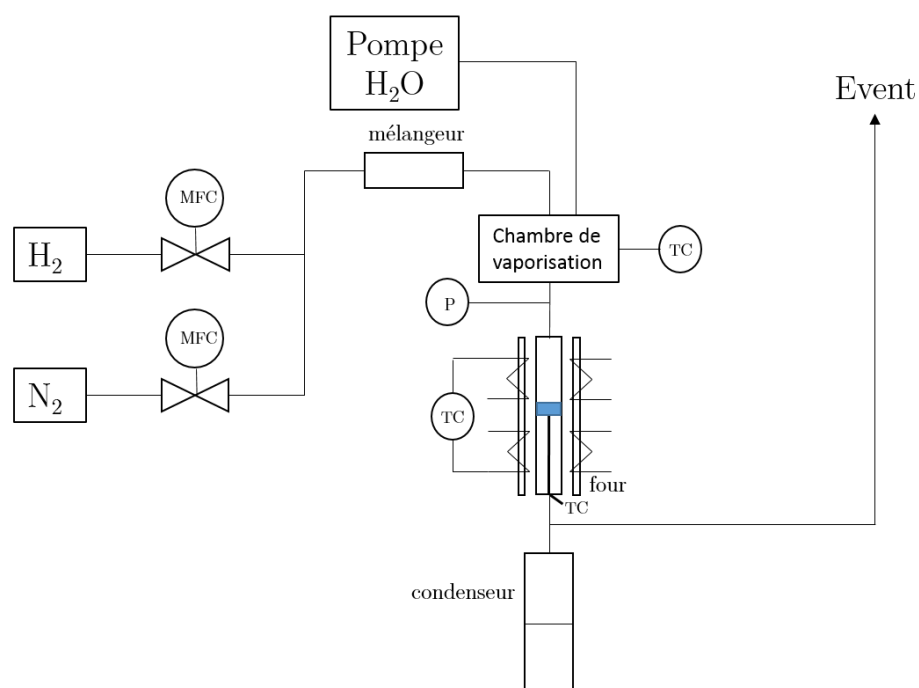 Pompe
H₂O
Event
mélangeur
MFC
H₂
Chambre de
vaporisation
TC
P
MFC
N₂
TC
four
TC
condenseur